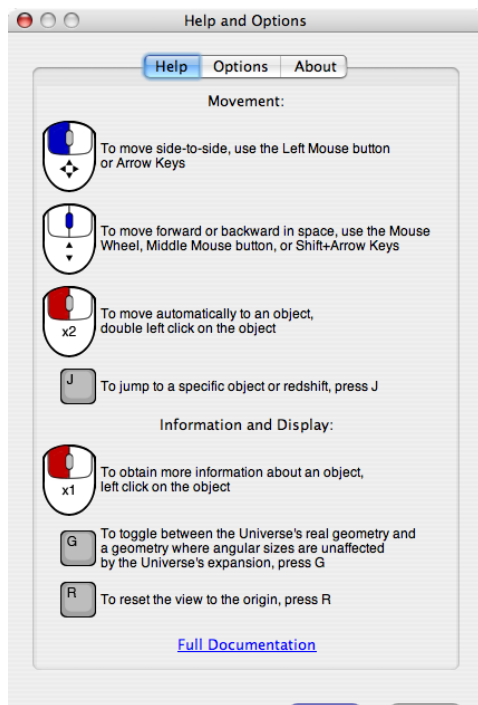 Help and Options
Help Options About
Movement:
To move side-to-side, use the Left Mouse button
or Arrow Keys
To move forward or backward in space, use the Mouse
Wheel, Middle Mouse button, or Shift+Arrow Keys
x2
To move automatically to an object,
double left click on the object
J
To jump to a specific object or redshift, press J
Information and Display:
x1
To obtain more information about an object,
left click on the object
G
To toggle between the Universe's real geometry and
a geometry where angular sizes are unaffected
by the Universe's expansion, press G
R
To reset the view to the origin, press R
Full Documentation